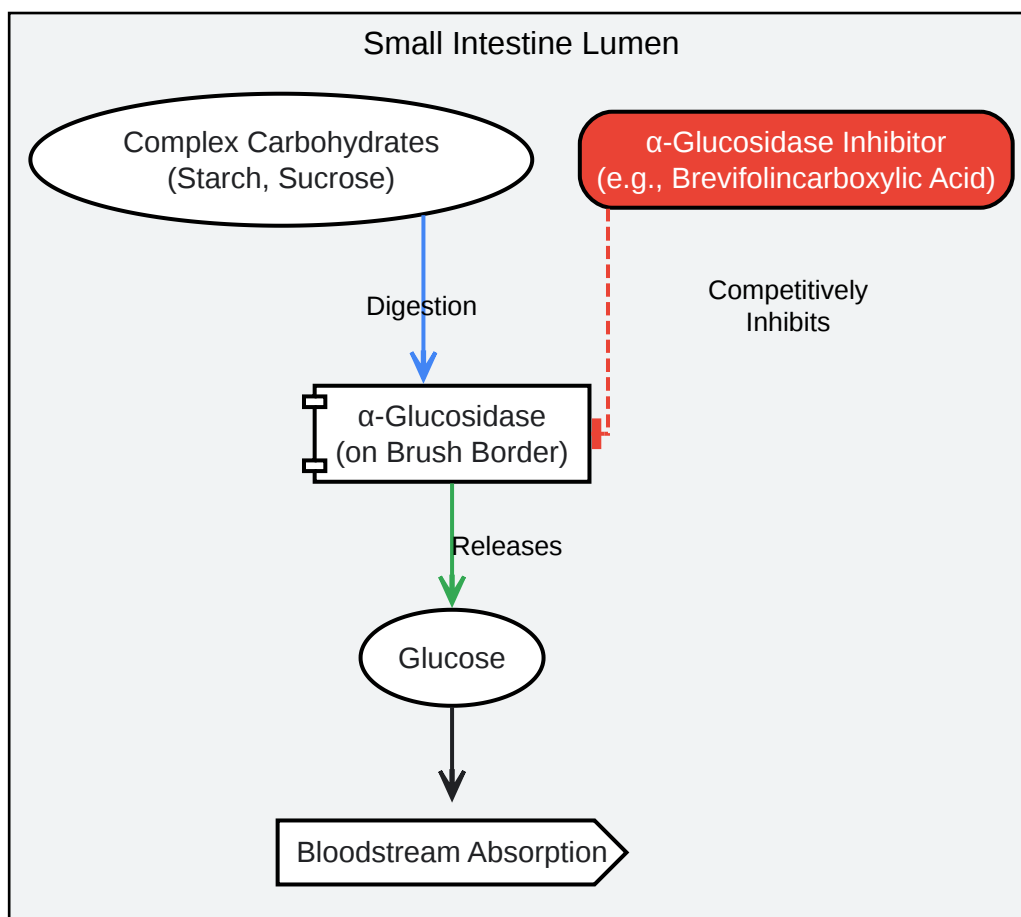 Small Intestine Lumen
Complex Carbohydrates
(Starch, Sucrose)
α-Glucosidase Inhibitor
(e.g., Brevifolincarboxylic Acid)
Digestion
Competitively
Inhibits
α-Glucosidase
(on Brush Border)
Releases
Glucose
Bloodstream Absorption